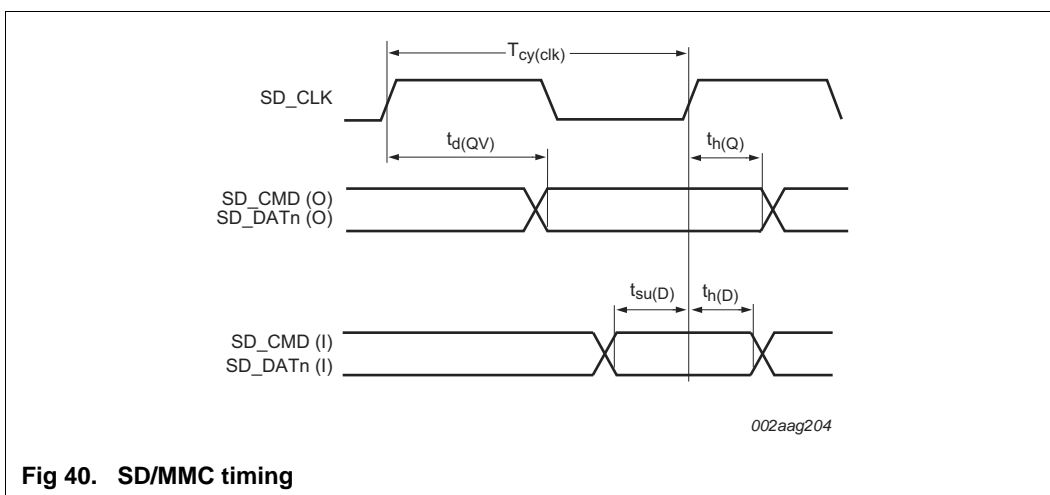 T_cy(clk)
SD_CLK
t_d(QV) t_h(Q)
SD_CMD (O)
SD_DATn (O)
t_su(D) t_h(D)
SD_CMD (I)
SD_DATn (I)
002aag204
Fig 40. SD/MMC timing